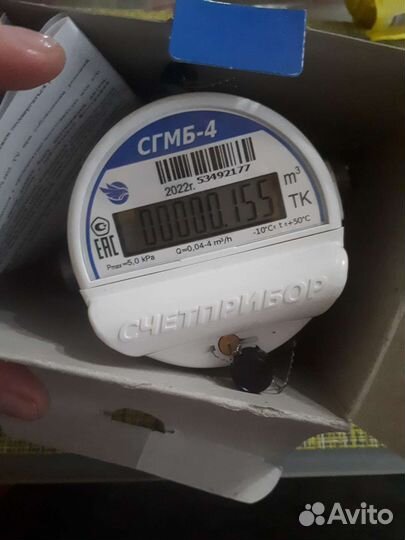 СГМБ-4
2022г. 53492177
00000.155 m³
TK
EAC
Pmax=5,0 kPa Q=0,04-4 m³/h -10°C≤ t ≤+50°C
СЧЕТПРИБОР
Avito